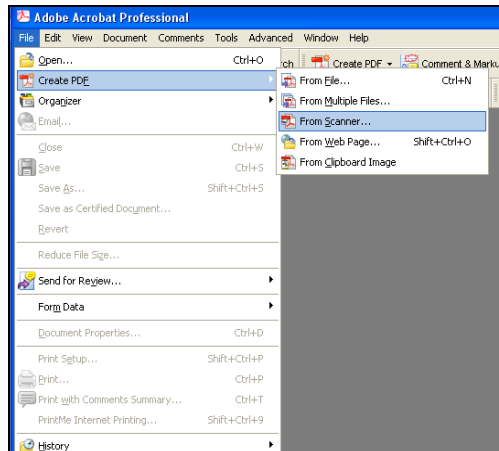 Adobe Acrobat Professional
File Edit View Document Comments Tools Advanced Window Help
Open... Ctrl+O
Create PDF
Organizer
Email...
Close Ctrl+W
Save Ctrl+S
Save As... Shift+Ctrl+S
Save as Certified Document...
Revert
Reduce File Size...
Send for Review...
Form Data
Document Properties... Ctrl+D
Print Setup... Shift+Ctrl+P
Print... Ctrl+P
Print with Comments Summary... Ctrl+T
PrintMe Internet Printing... Shift+Ctrl+9
History
Create PDF Comment &
From File... Ctrl+N
From Multiple Files...
From Scanner...
From Web Page... Shift+Ctrl+O
From Clipboard Image